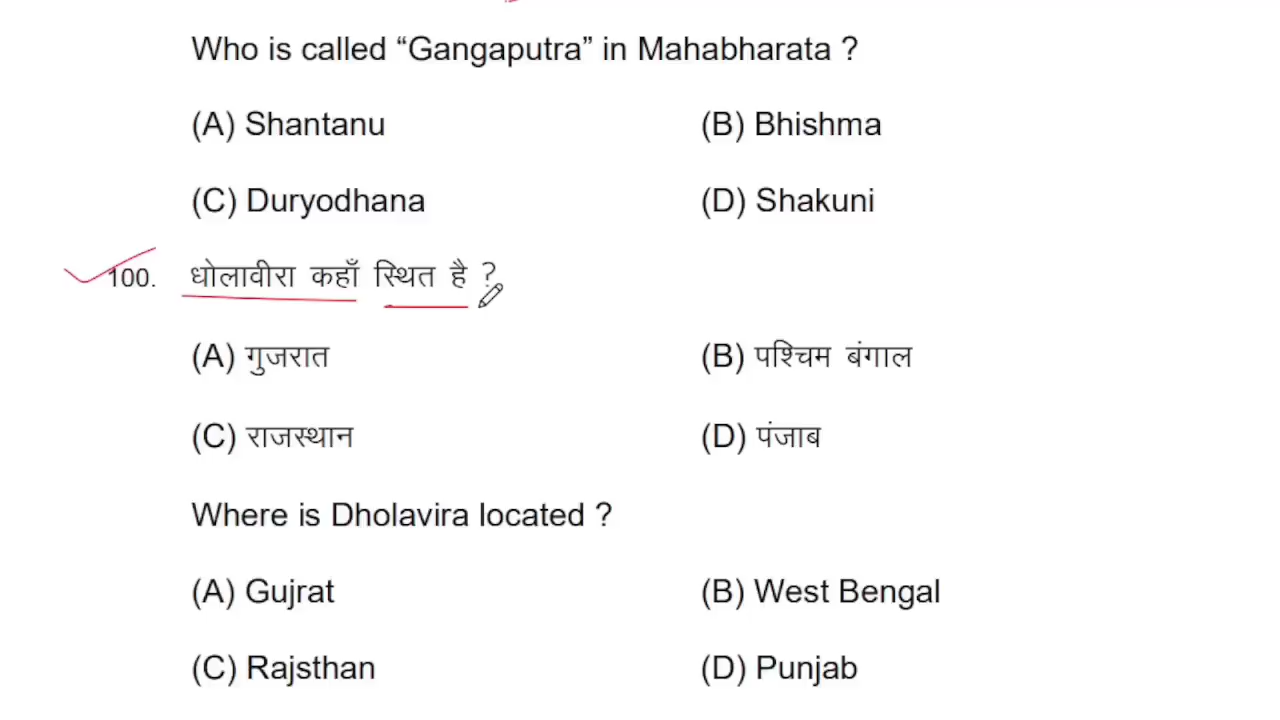 Who is called “Gangaputra” in Mahabharata ?
(A) Shantanu (B) Bhishma
(C) Duryodhana (D) Shakuni
100. धोलावीरा कहाँ स्थित है ?
(A) गुजरात (B) पश्चिम बंगाल
(C) राजस्थान (D) पंजाब
Where is Dholavira located ?
(A) Gujrat (B) West Bengal
(C) Rajsthan (D) Punjab